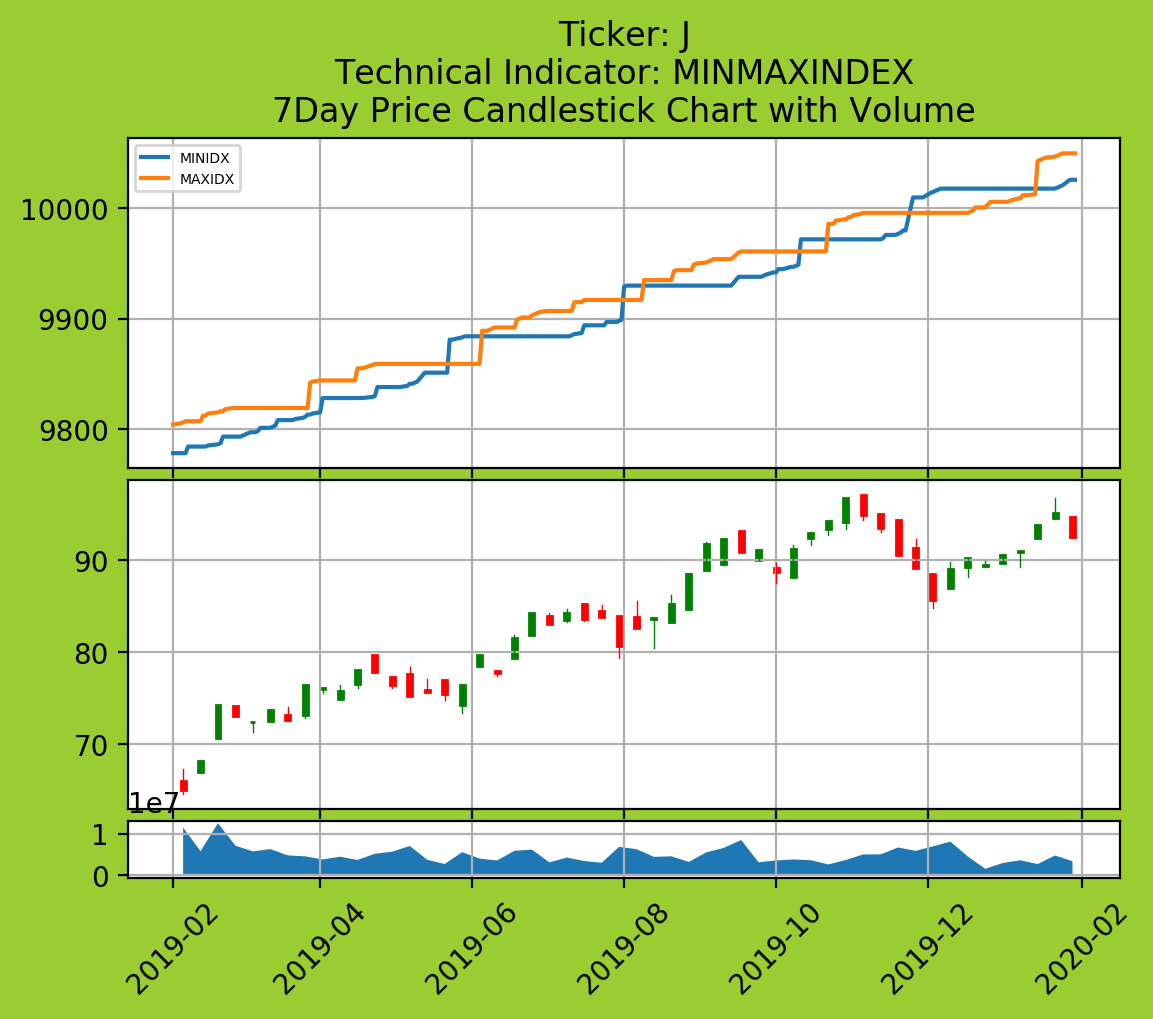 Ticker: J
Technical Indicator: MINMAXINDEX
7Day Price Candlestick Chart with Volume
MINIDX
MAXIDX
10000
9900
9800
90
80
70
1e7
1
0
2019-02
2019-04
2019-06
2019-08
2019-10
2019-12
2020-02